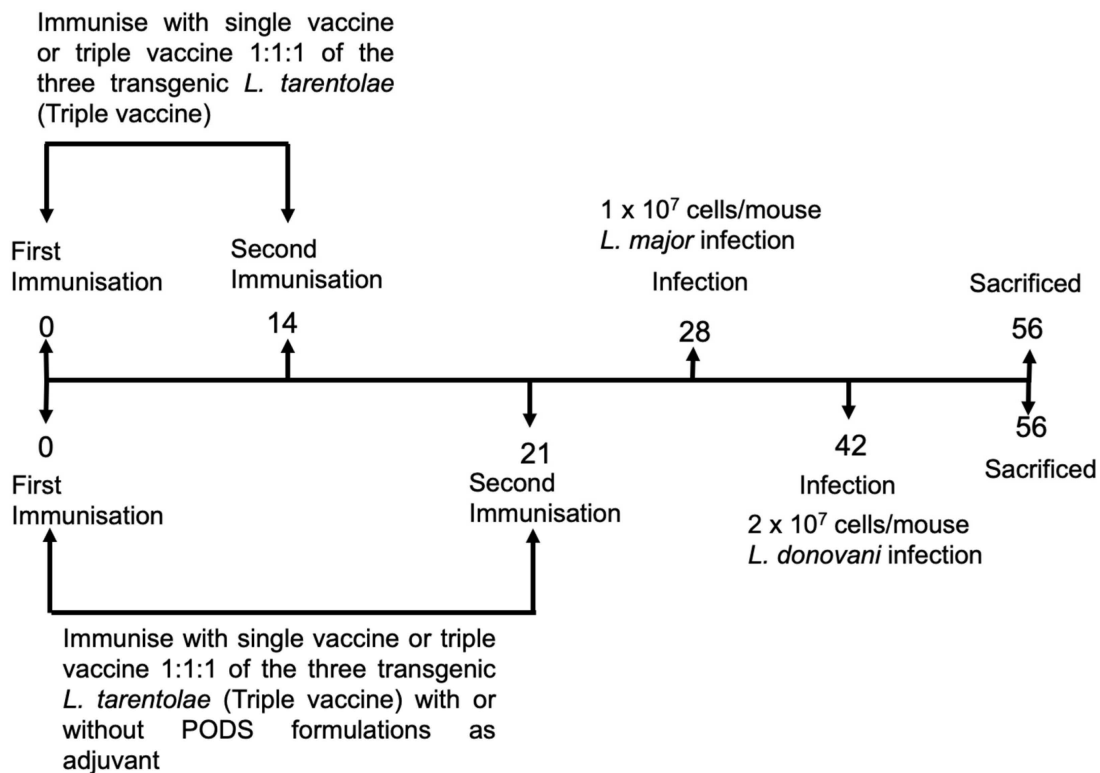 Immunise with single vaccine
or triple vaccine 1:1:1 of the
three transgenic L. tarentolae
(Triple vaccine)
1 x 10⁷ cells/mouse
L. major infection
First
Immunisation
Second
Immunisation
Infection
Sacrificed
0
14
28
56
0
21
42
56
First
Immunisation
Second
Immunisation
Infection
Sacrificed
2 x 10⁷ cells/mouse
L. donovani infection
Immunise with single vaccine or triple
vaccine 1:1:1 of the three transgenic
L. tarentolae (Triple vaccine) with or
without PODS formulations as
adjuvant